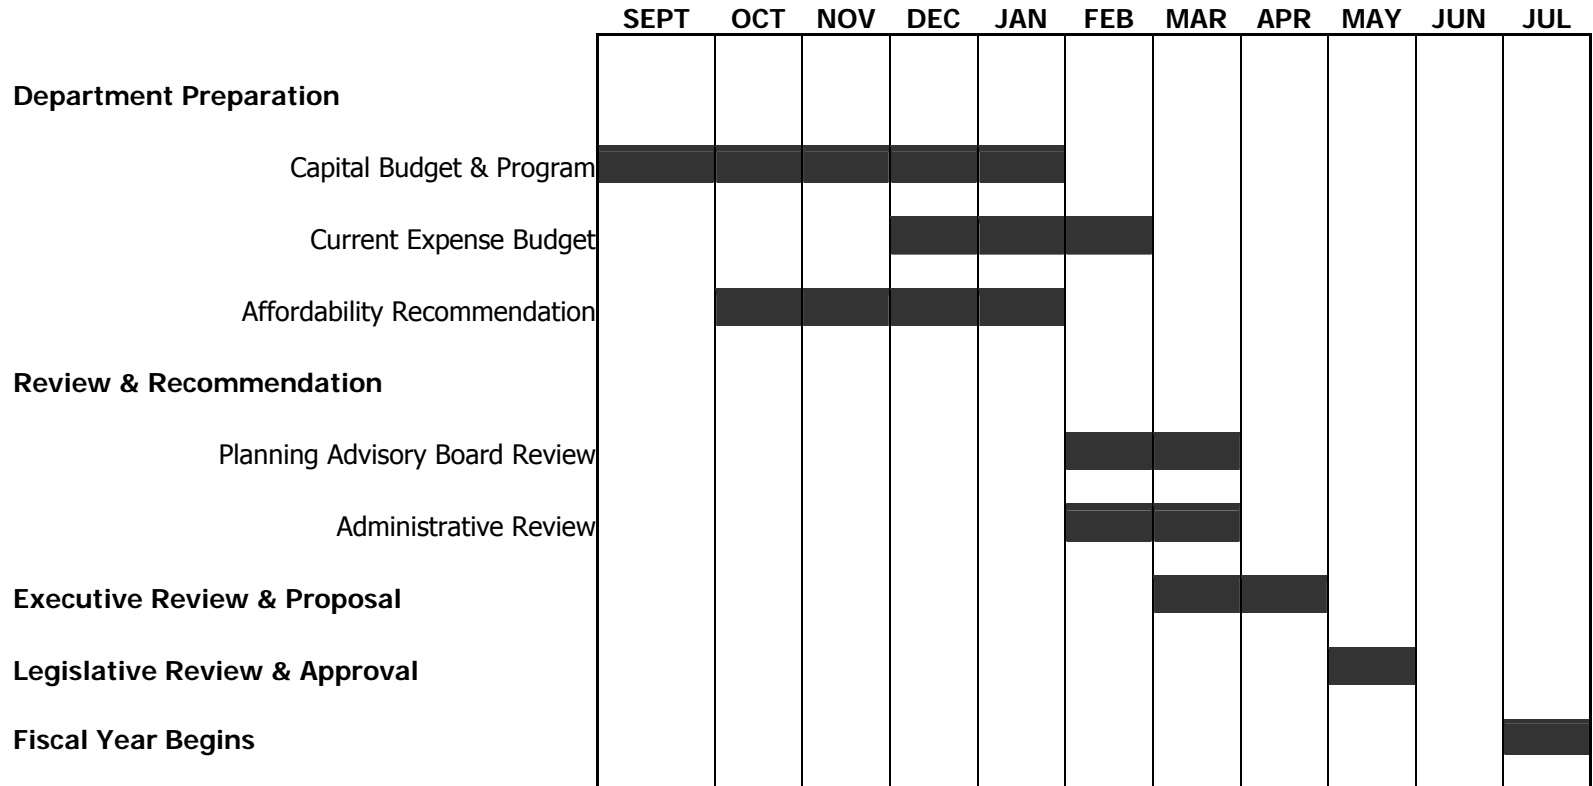 SEPT OCT NOV DEC JAN FEB MAR APR MAY JUN JUL
Department Preparation
Capital Budget & Program
Current Expense Budget
Affordability Recommendation
Review & Recommendation
Planning Advisory Board Review
Administrative Review
Executive Review & Proposal
Legislative Review & Approval
Fiscal Year Begins